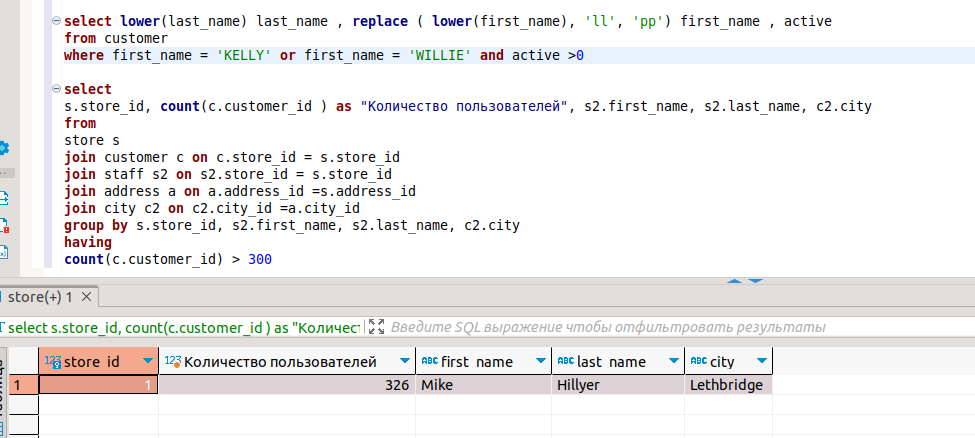 select lower(last_name) last_name , replace ( lower(first_name), 'll', 'pp') first_name , active
from customer
where first_name = 'KELLY' or first_name = 'WILLIE' and active >0
select
s.store_id, count(c.customer_id ) as "Количество пользователей", s2.first_name, s2.last_name, c2.city
from
store s
join customer c on c.store_id = s.store_id
join staff s2 on s2.store_id = s.store_id
join address a on a.address_id =s.address_id
join city c2 on c2.city_id =a.city_id
group by s.store_id, s2.first_name, s2.last_name, c2.city
having
count(c.customer_id) > 300
store(+) 1
select s.store_id, count(c.customer_id ) as "Количест Введите SQL выражение чтобы отфильтровать результаты
123 store_id 123 Количество пользователей ABC first_name ABC last_name ABC city
1 1 326 Mike Hillyer Lethbridge